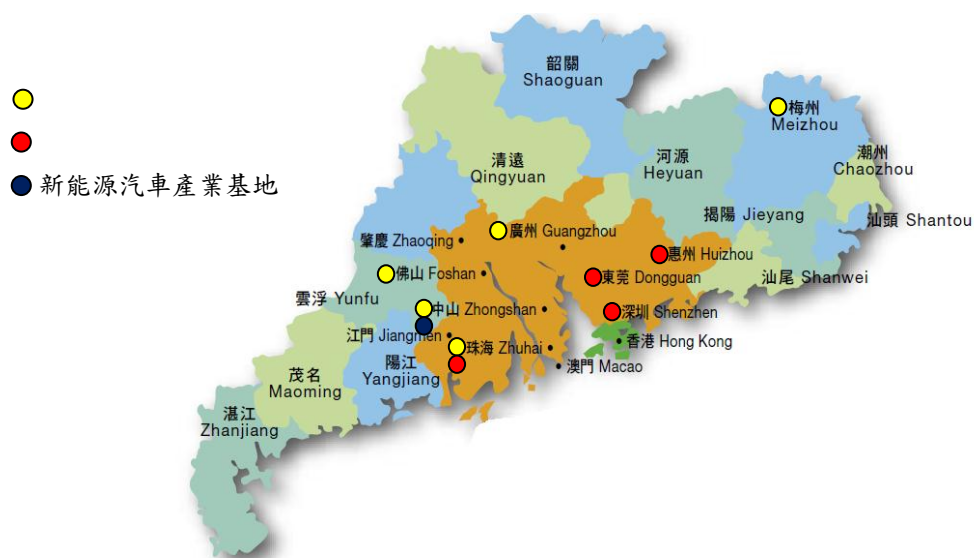 韶關
Shaoguan
梅州
Meizhou
潮州
Chaozhou
清遠
Qingyuan
河源
Heyuan
新能源汽車產業基地
揭陽 Jieyang
汕頭 Shantou
肇慶 Zhaoqing
廣州 Guangzhou
惠州 Huizhou
佛山 Foshan
東莞 Dongguan
汕尾 Shanwei
雲浮 Yunfu
中山 Zhongshan
深圳 Shenzhen
江門 Jiangmen
珠海 Zhuhai
香港 Hong Kong
陽江
Yangjiang
澳門 Macao
茂名
Maoming
湛江
Zhanjiang